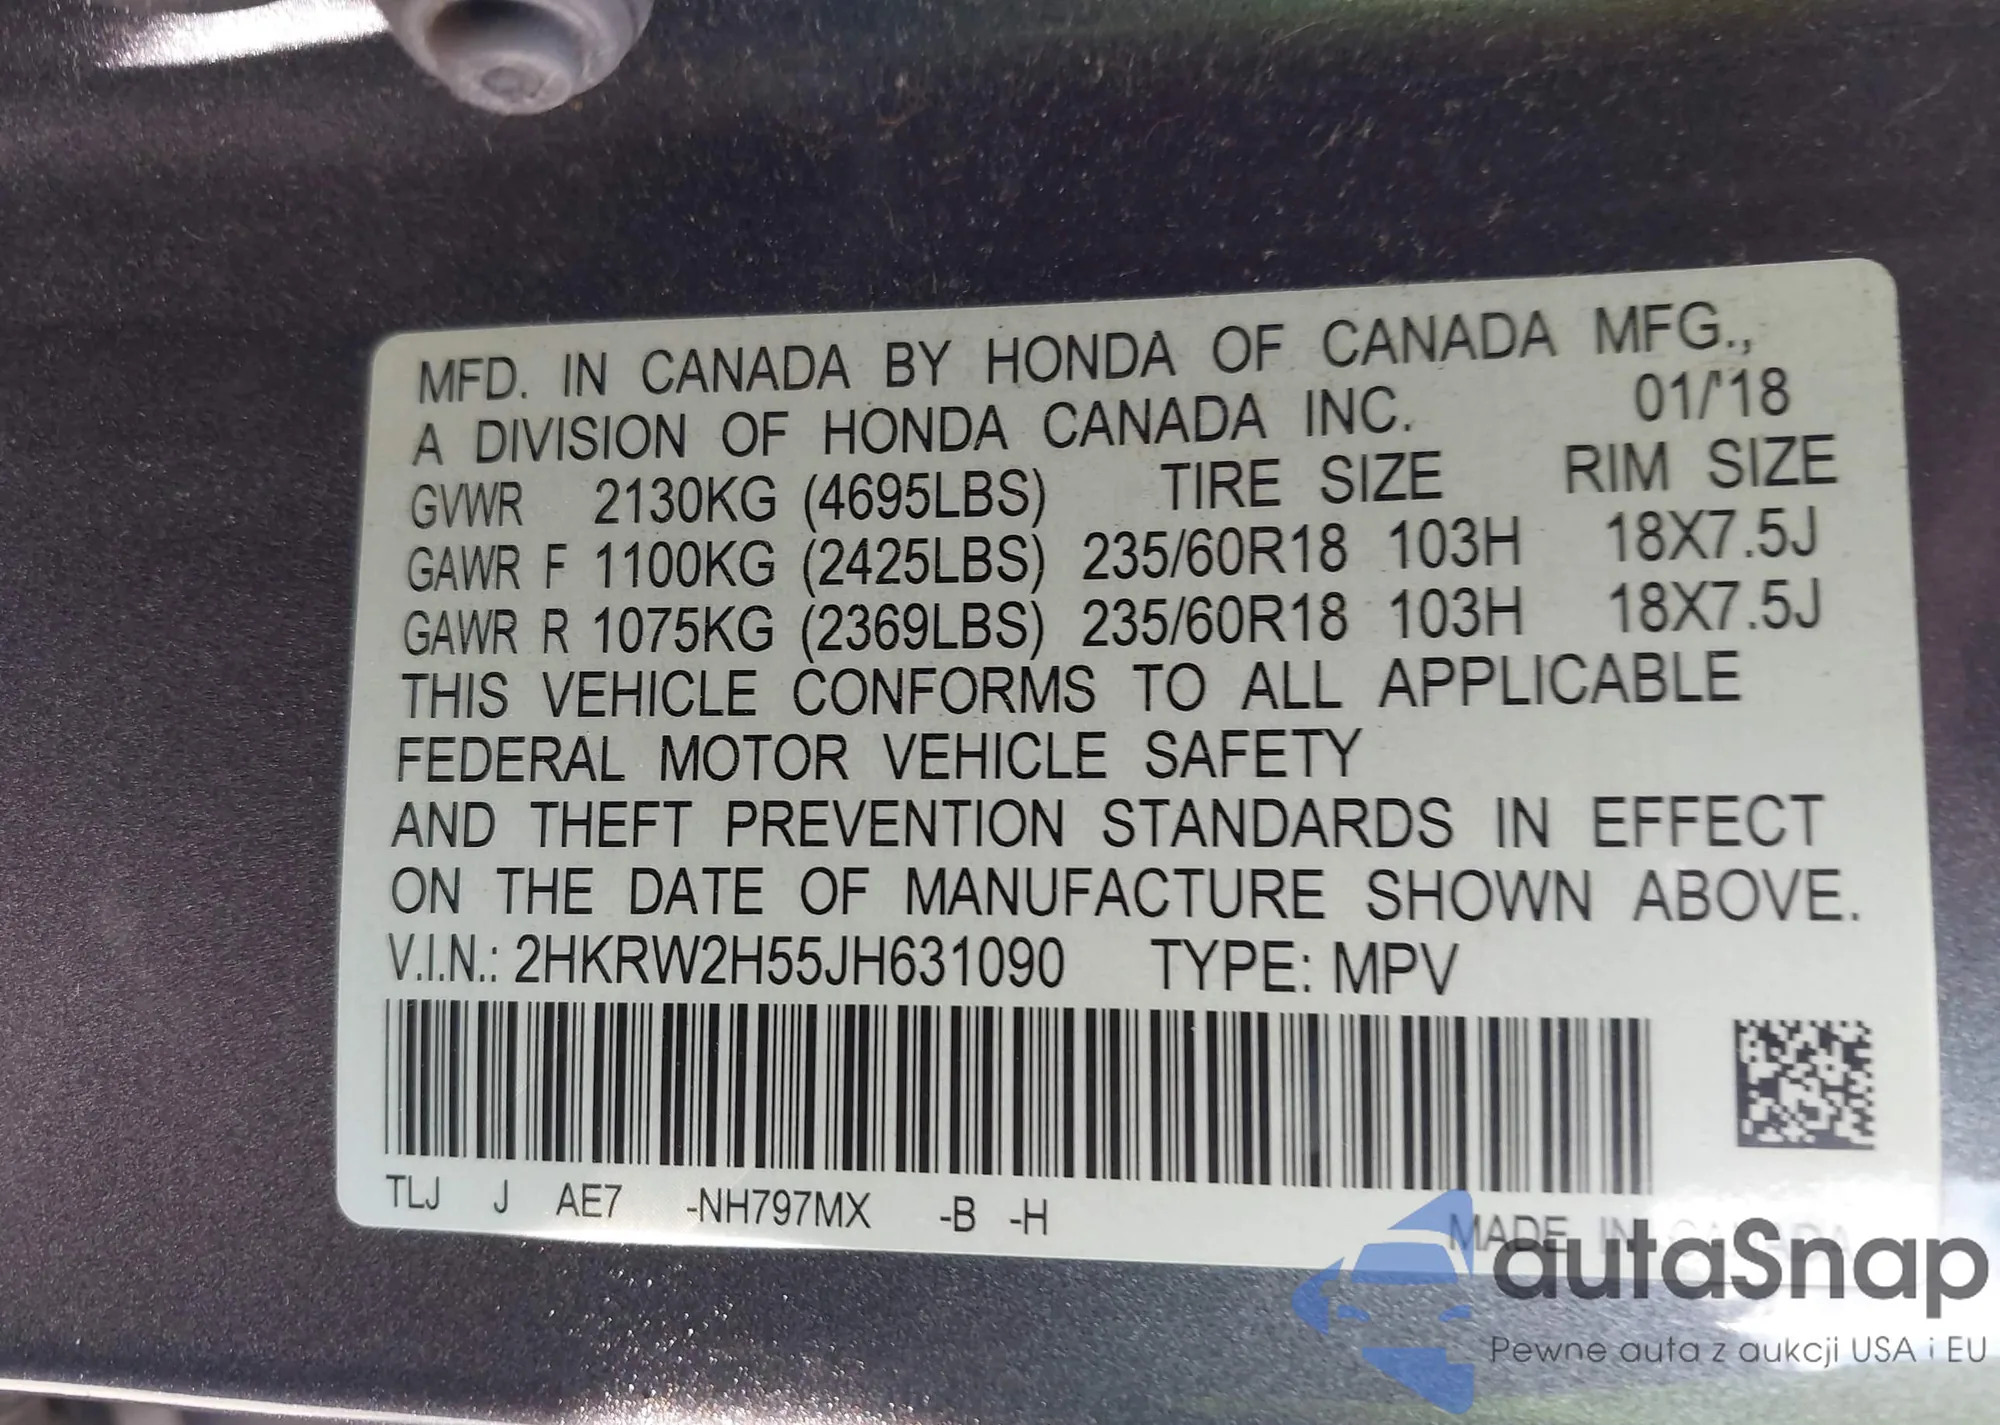 MFD. IN CANADA BY HONDA OF CANADA MFG.,
A DIVISION OF HONDA CANADA INC. 01/'18
GVWR 2130KG (4695LBS) TIRE SIZE RIM SIZE
GAWR F 1100KG (2425LBS) 235/60R18 103H 18X7.5J
GAWR R 1075KG (2369LBS) 235/60R18 103H 18X7.5J
THIS VEHICLE CONFORMS TO ALL APPLICABLE
FEDERAL MOTOR VEHICLE SAFETY
AND THEFT PREVENTION STANDARDS IN EFFECT
ON THE DATE OF MANUFACTURE SHOWN ABOVE.
V.I.N.: 2HKRW2H55JH631090 TYPE: MPV
TLJ J AE7 -NH797MX -B -H
MADE IN CANADA
autaSnap
Pewne auta z aukcji USA i EU